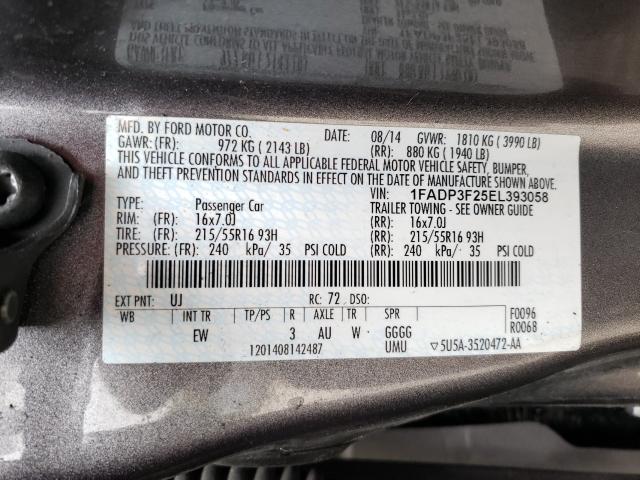 MFD. BY FORD MOTOR CO. DATE: 08/14 GVWR: 1810 KG ( 3990 LB)
GAWR: (FR): 972 KG ( 2143 LB) (RR): 880 KG ( 1940 LB)
THIS VEHICLE CONFORMS TO ALL APPLICABLE FEDERAL MOTOR VEHICLE SAFETY, BUMPER,
AND THEFT PREVENTION STANDARDS IN EFFECT ON THE DATE OF MANUFACTURE SHOWN ABOVE.
VIN: 1FADP3F25EL393058
TYPE: Passenger Car TRAILER TOWING - SEE OWNER GUIDE
RIM: (FR): 16x7.0J (RR): 16x7.0J
TIRE: (FR): 215/55R16 93H (RR): 215/55R16 93H
PRESSURE: (FR): 240 kPa/ 35 PSI COLD (RR): 240 kPa/ 35 PSI COLD
EXT PNT: UJ RC: 72 DSO:
WB INT TR TP/PS R AXLE TR SPR F0096
EW 3 AU W GGGG R0068
1201408142487 UMU ▽5U5A-3520472-AA